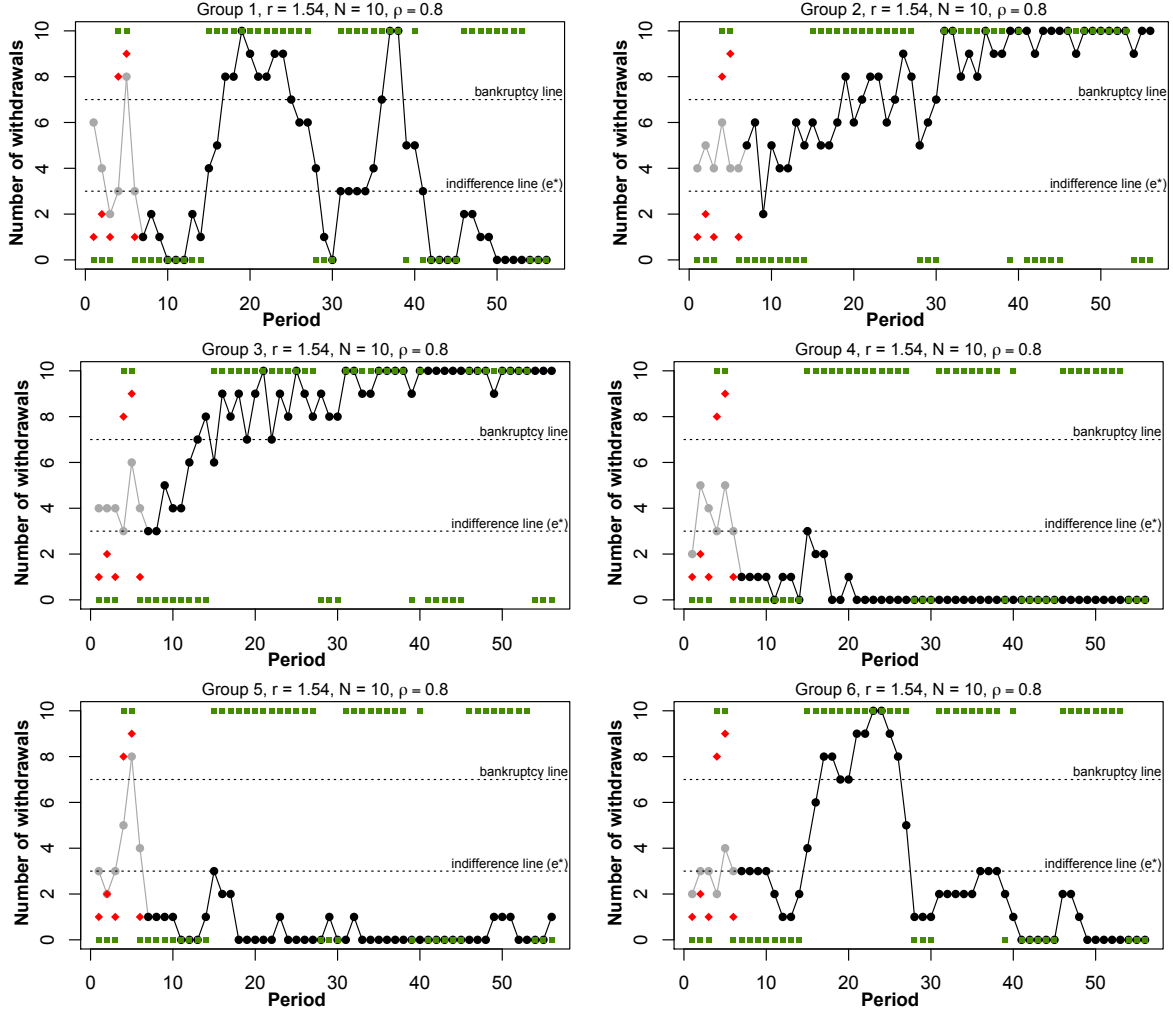 Group 1, r = 1.54, N = 10, ρ = 0.8
Number of withdrawals
10
8
6
4
2
0
bankruptcy line
indifference line (e*)
0 10 20 30 40 50
Period
Group 2, r = 1.54, N = 10, ρ = 0.8
Number of withdrawals
10
8
6
4
2
0
bankruptcy line
indifference line (e*)
0 10 20 30 40 50
Period
Group 3, r = 1.54, N = 10, ρ = 0.8
Number of withdrawals
10
8
6
4
2
0
bankruptcy line
indifference line (e*)
0 10 20 30 40 50
Period
Group 4, r = 1.54, N = 10, ρ = 0.8
Number of withdrawals
10
8
6
4
2
0
bankruptcy line
indifference line (e*)
0 10 20 30 40 50
Period
Group 5, r = 1.54, N = 10, ρ = 0.8
Number of withdrawals
10
8
6
4
2
0
bankruptcy line
indifference line (e*)
0 10 20 30 40 50
Period
Group 6, r = 1.54, N = 10, ρ = 0.8
Number of withdrawals
10
8
6
4
2
0
bankruptcy line
indifference line (e*)
0 10 20 30 40 50
Period